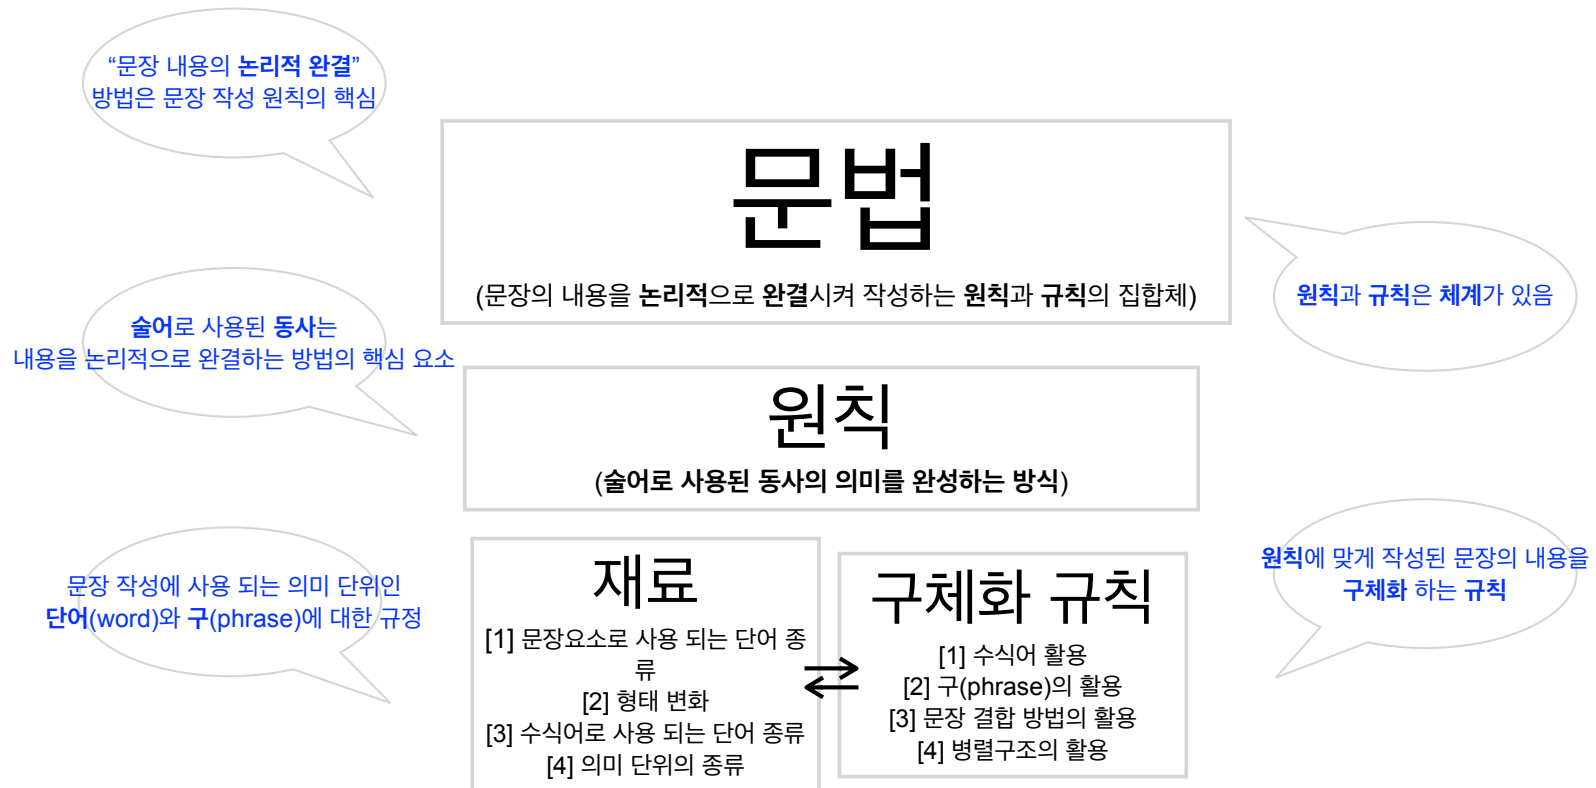 “문장 내용의 논리적 완결”
방법은 문장 작성 원칙의 핵심
문법
(문장의 내용을 논리적으로 완결시켜 작성하는 원칙과 규칙의 집합체)
원칙과 규칙은 체계가 있음
술어로 사용된 동사는
내용을 논리적으로 완결하는 방법의 핵심 요소
원칙
(술어로 사용된 동사의 의미를 완성하는 방식)
문장 작성에 사용 되는 의미 단위인
단어(word)와 구(phrase)에 대한 규정
재료
[1] 문장요소로 사용 되는 단어 종
류
[2] 형태 변화
[3] 수식어로 사용 되는 단어 종류
[4] 의미 단위의 종류
구체화 규칙
[1] 수식어 활용
[2] 구(phrase)의 활용
[3] 문장 결합 방법의 활용
[4] 병렬구조의 활용
원칙에 맞게 작성된 문장의 내용을
구체화 하는 규칙